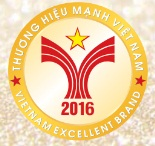 THƯƠNG HIỆU MẠNH VIỆT NAM
2016
VIETNAM EXCELLENT BRAND